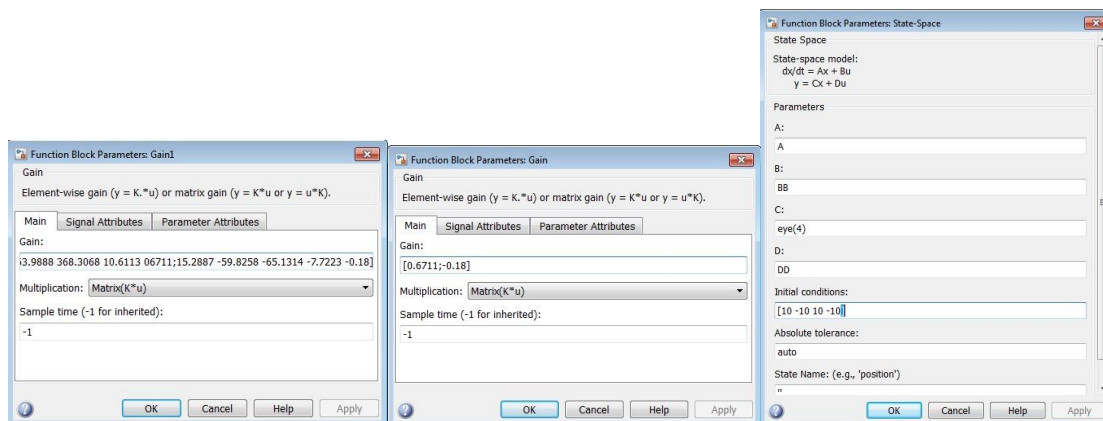 Function Block Parameters: Gain1
Gain
Element-wise gain (y = K.*u) or matrix gain (y = K*u or y = u*K).
Main Signal Attributes Parameter Attributes
Gain:
3.9888 368.3068 10.6113 06711;15.2887 -59.8258 -65.1314 -7.7223 -0.18]
Multiplication: Matrix(K*u)
Sample time (-1 for inherited):
-1
OK Cancel Help Apply
Function Block Parameters: Gain
Gain
Element-wise gain (y = K.*u) or matrix gain (y = K*u or y = u*K).
Main Signal Attributes Parameter Attributes
Gain:
[0.6711;-0.18]
Multiplication: Matrix(K*u)
Sample time (-1 for inherited):
-1
OK Cancel Help Apply
Function Block Parameters: State-Space
State Space
State-space model:
dx/dt = Ax + Bu
y = Cx + Du
Parameters
A:
A
B:
BB
C:
eye(4)
D:
DD
Initial conditions:
[10 -10 10 -10]
Absolute tolerance:
auto
State Name: (e.g., 'position')
''
OK Cancel Help Apply